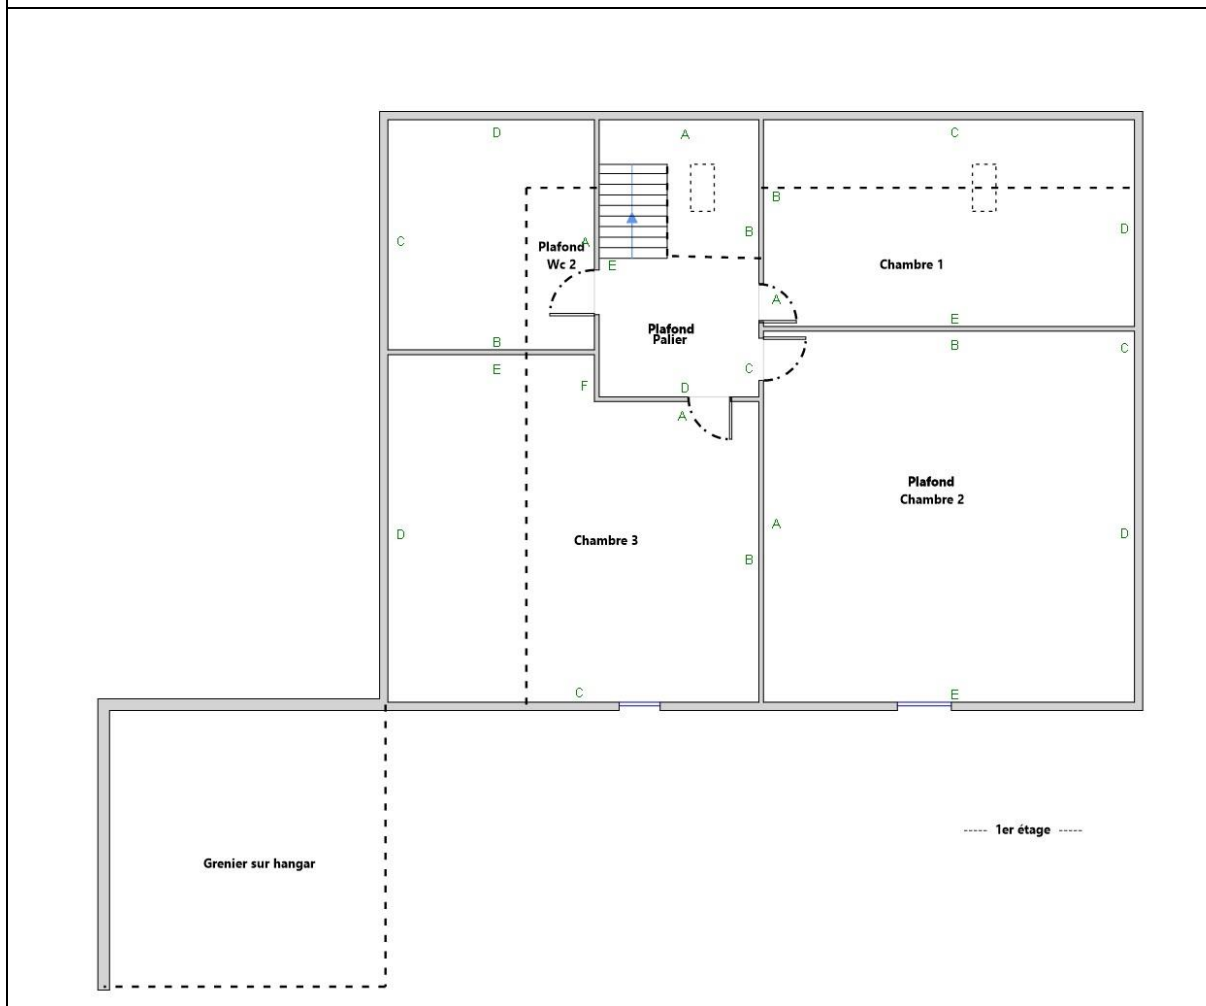 D
A
C
B
C
A
B
D
Plafond
Wc 2
E
Chambre 1
A
E
Plafond
Palier
B
E
B
C
F
D
C
A
Plafond
Chambre 2
D
Chambre 3
B
A
D
C
E
----- 1er étage -----
Grenier sur hangar